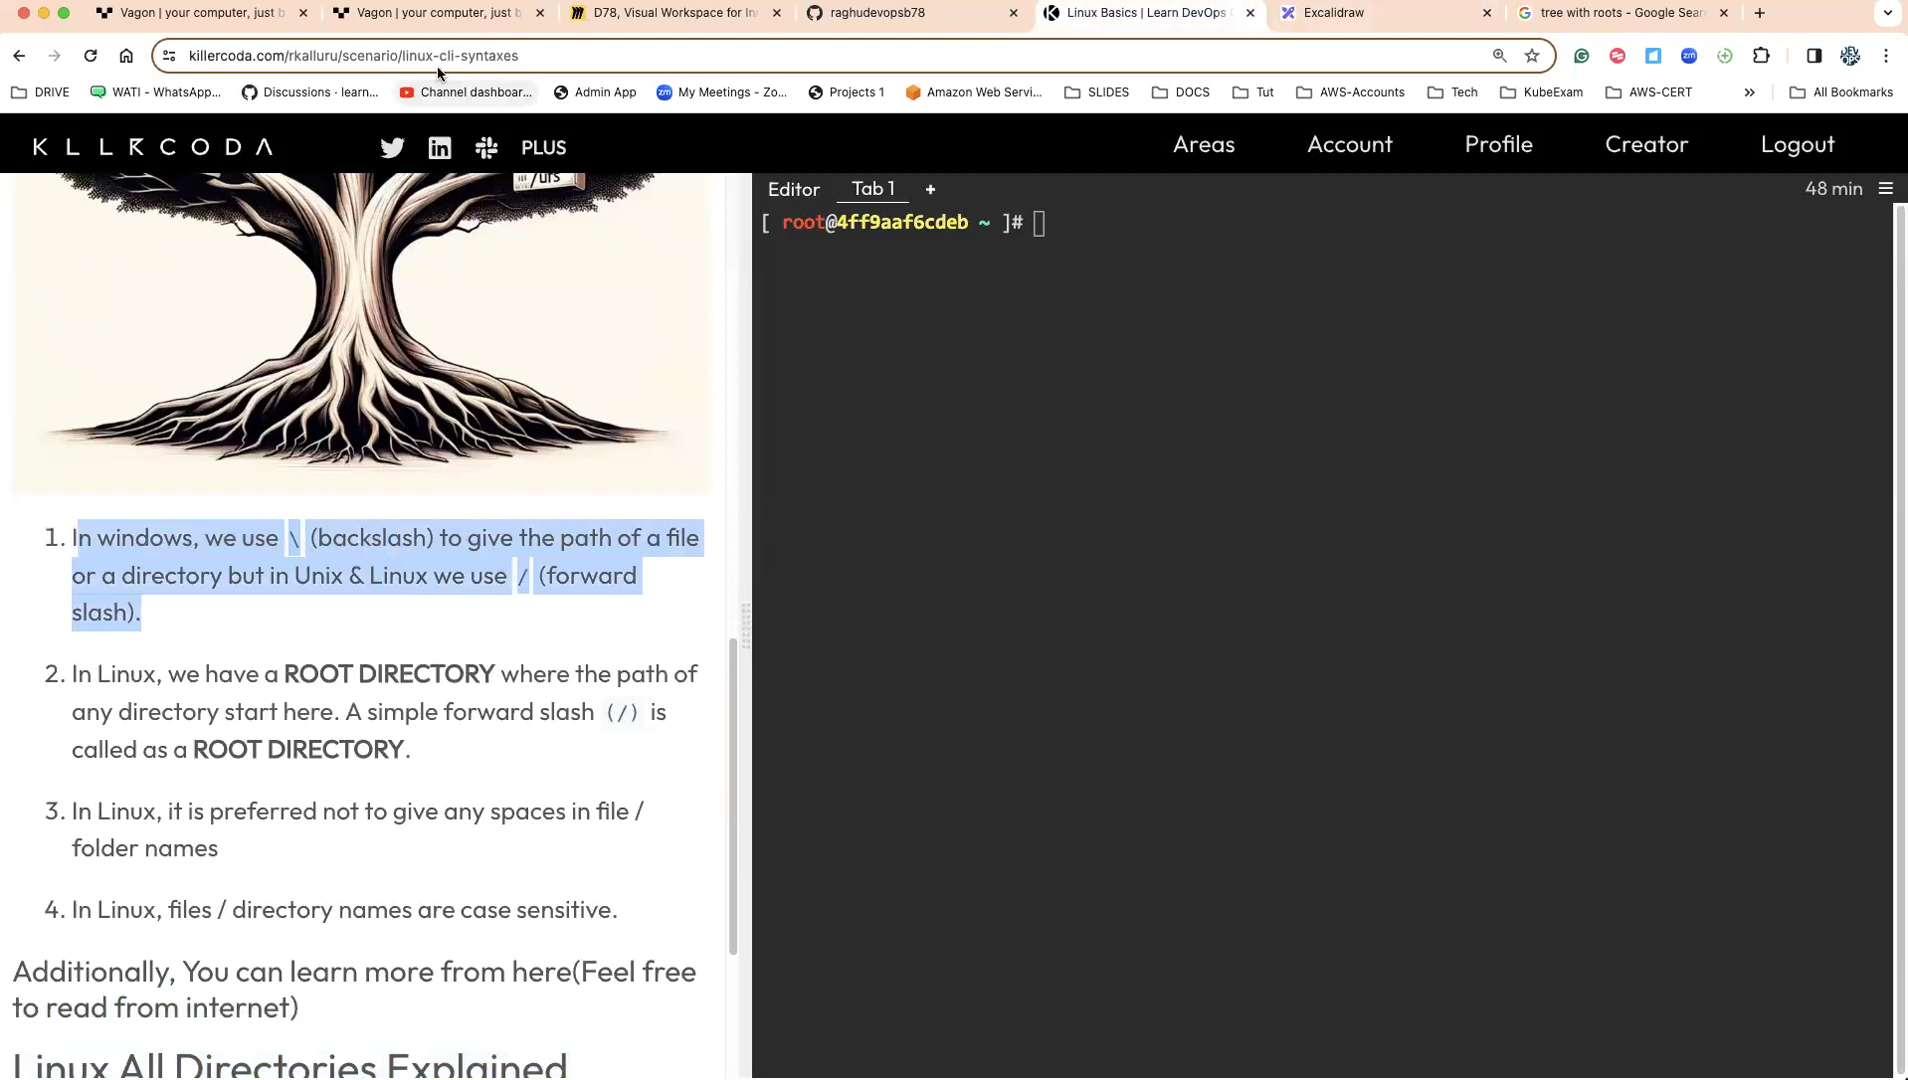 Vagon | your computer, just b
Vagon | your computer, just b
D78, Visual Workspace for In
raghudevopsb78
Linux Basics | Learn DevOps
Excalidraw
tree with roots - Google Sear
killercoda.com/rkalluru/scenario/linux-cli-syntaxes
DRIVE
WATI - WhatsApp...
Discussions · learn...
Channel dashboar...
Admin App
My Meetings - Zo...
Projects 1
Amazon Web Servi...
SLIDES
DOCS
Tut
AWS-Accounts
Tech
KubeExam
AWS-CERT
All Bookmarks
KILLERCODA
PLUS
Areas
Account
Profile
Creator
Logout
Editor
Tab 1
+
48 min
[ root@4ff9aaf6cdeb ~ ]#
1. In windows, we use \ (backslash) to give the path of a file
or a directory but in Unix & Linux we use / (forward
slash).
2. In Linux, we have a ROOT DIRECTORY where the path of
any directory start here. A simple forward slash (/) is
called as a ROOT DIRECTORY.
3. In Linux, it is preferred not to give any spaces in file /
folder names
4. In Linux, files / directory names are case sensitive.
Additionally, You can learn more from here(Feel free
to read from internet)
Linux All Directories Explained